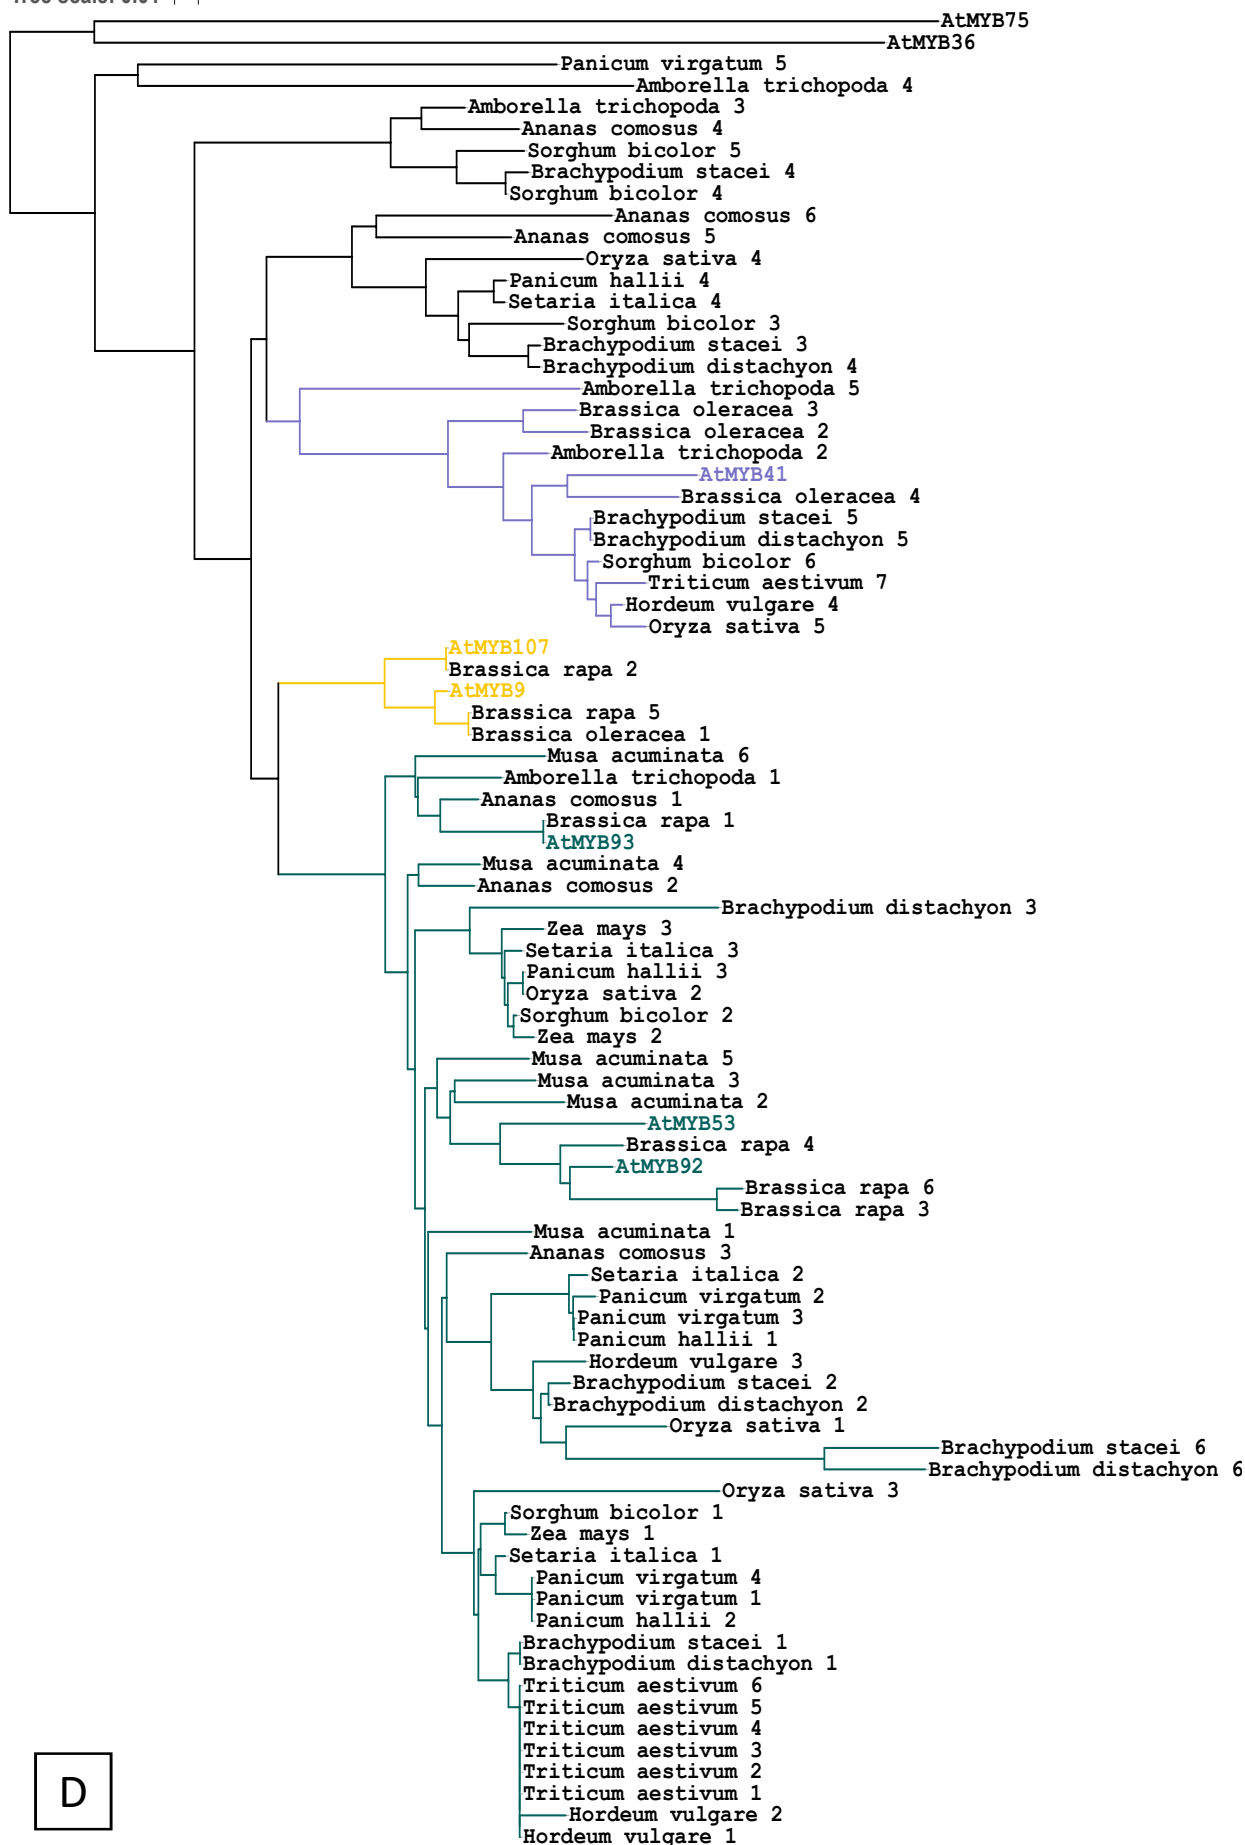 AtMYB75
AtMYB36
Panicum virgatum 5
Amborella trichopoda 4
Amborella trichopoda 3
Ananas comosus 4
Sorghum bicolor 5
Brachypodium stacei 4
Sorghum bicolor 4
Ananas comosus 6
Ananas comosus 5
Oryza sativa 4
Panicum hallii 4
Setaria italica 4
Sorghum bicolor 3
Brachypodium stacei 3
Brachypodium distachyon 4
Amborella trichopoda 5
Brassica oleracea 3
Brassica oleracea 2
Amborella trichopoda 2
AtMYB41
Brassica oleracea 4
Brachypodium stacei 5
Brachypodium distachyon 5
Sorghum bicolor 6
Triticum aestivum 7
Hordeum vulgare 4
Oryza sativa 5
AtMYB107
Brassica rapa 2
AtMYB9
Brassica rapa 5
Brassica oleracea 1
Musa acuminata 6
Amborella trichopoda 1
Ananas comosus 1
Brassica rapa 1
AtMYB93
Musa acuminata 4
Ananas comosus 2
Brachypodium distachyon 3
Zea mays 3
Setaria italica 3
Panicum hallii 3
Oryza sativa 2
Sorghum bicolor 2
Zea mays 2
Musa acuminata 5
Musa acuminata 3
Musa acuminata 2
AtMYB53
Brassica rapa 4
AtMYB92
Brassica rapa 6
Brassica rapa 3
Musa acuminata 1
Ananas comosus 3
Setaria italica 2
Panicum virgatum 2
Panicum virgatum 3
Panicum hallii 1
Hordeum vulgare 3
Brachypodium stacei 2
Brachypodium distachyon 2
Oryza sativa 1
Brachypodium stacei 6
Brachypodium distachyon 6
Oryza sativa 3
Sorghum bicolor 1
Zea mays 1
Setaria italica 1
Panicum virgatum 4
Panicum virgatum 1
Panicum hallii 2
Brachypodium stacei 1
Brachypodium distachyon 1
Triticum aestivum 6
Triticum aestivum 5
Triticum aestivum 4
Triticum aestivum 3
Triticum aestivum 2
Triticum aestivum 1
Hordeum vulgare 2
Hordeum vulgare 1
D